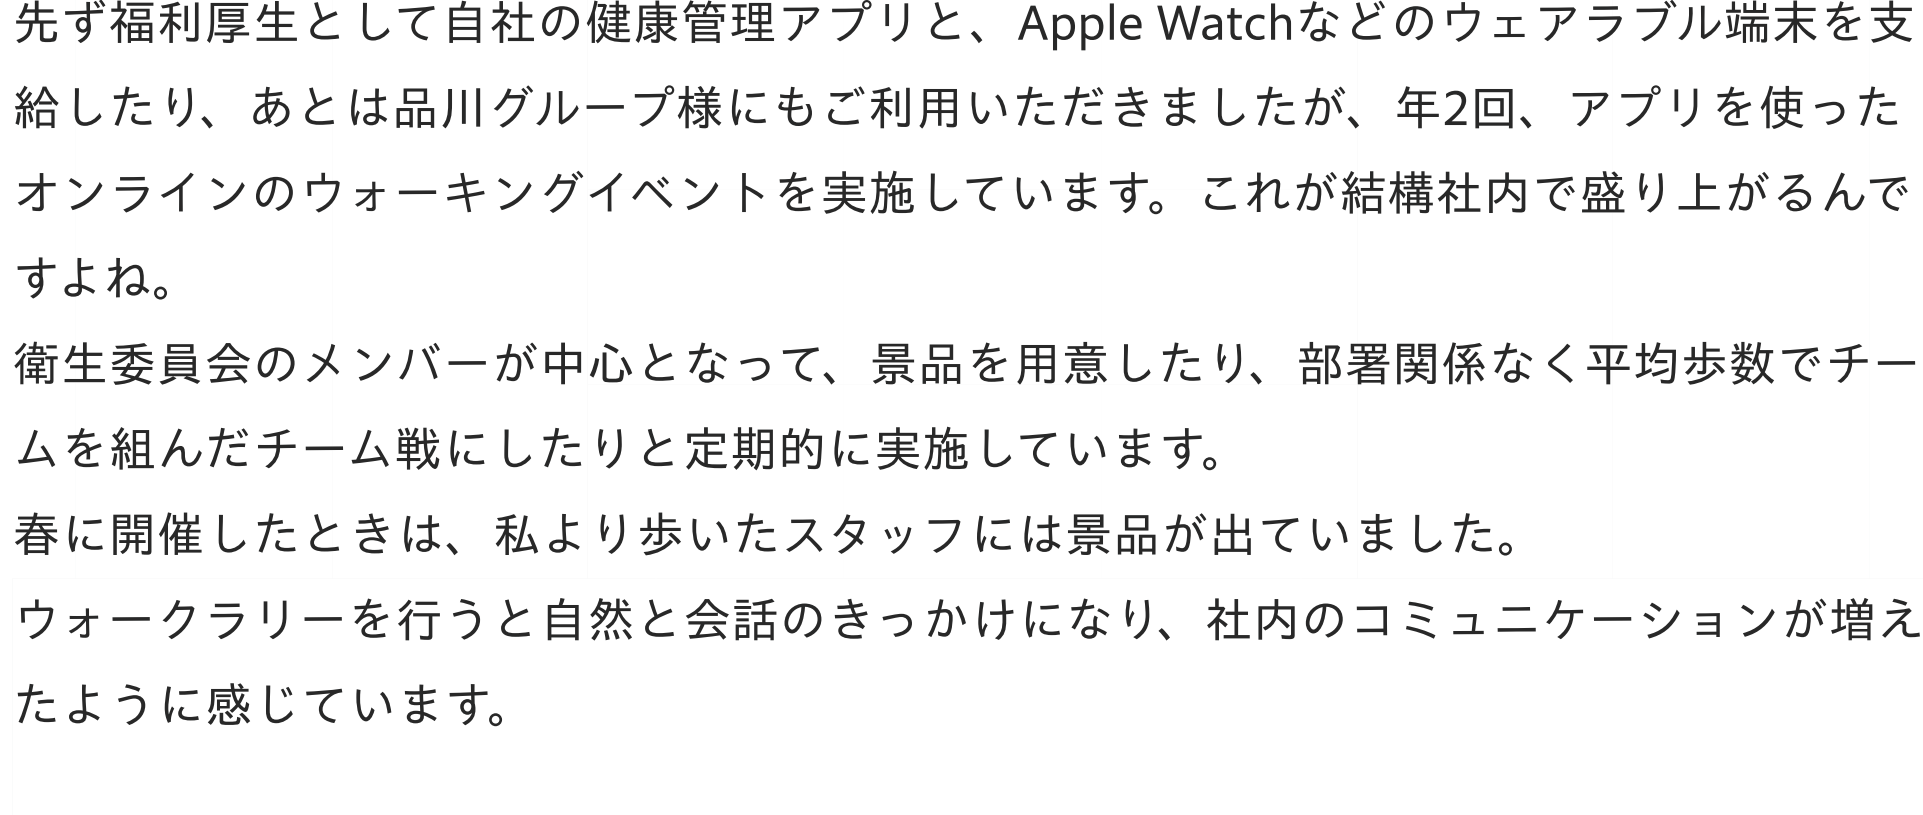 先ず福利厚生として自社の健康管理アプリと、Apple Watchなどのウェアラブル端末を支
給したり、あとは品川グループ様にもご利用いただきましたが、年2回、アプリを使った
オンラインのウォーキングイベントを実施しています。これが結構社内で盛り上がるんで
すよね。
衛生委員会のメンバーが中心となって、景品を用意したり、部署関係なく平均歩数でチー
ムを組んだチーム戦にしたりと定期的に実施しています。
春に開催したときは、私より歩いたスタッフには景品が出ていました。
ウォークラリーを行うと自然と会話のきっかけになり、社内のコミュニケーションが増え
たように感じています。